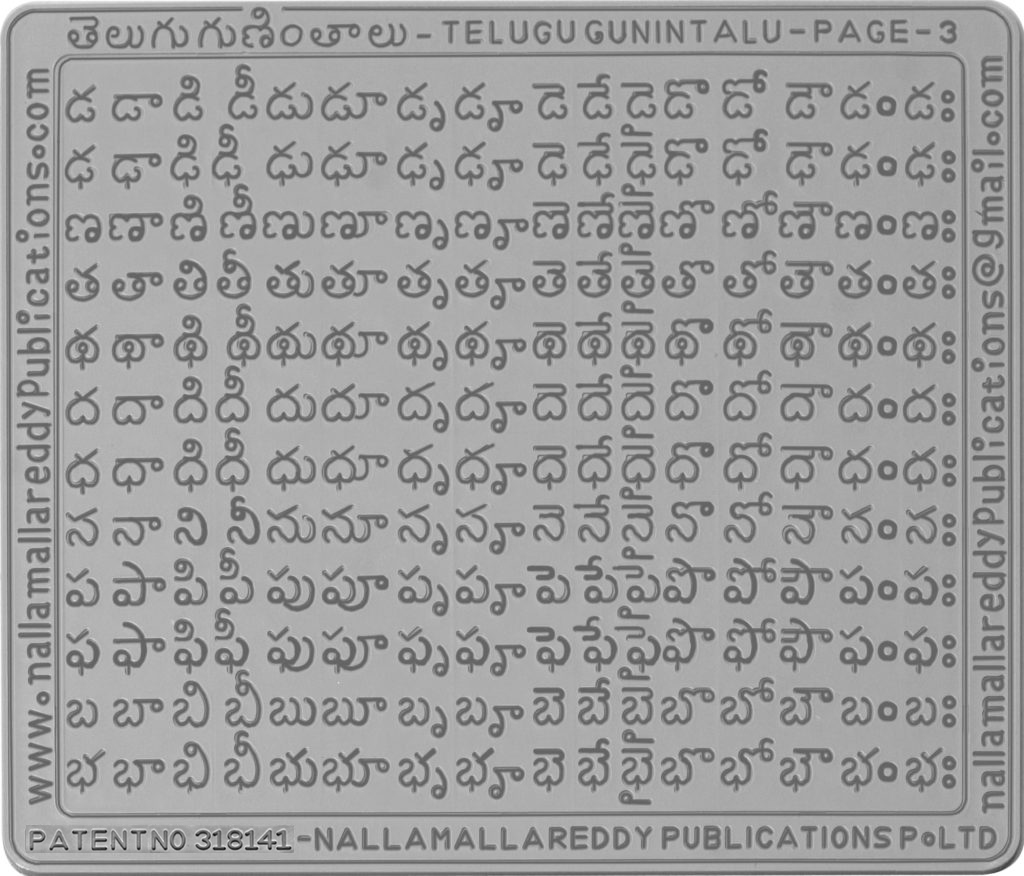 తెలుగు గుణింతాలు - TELUGU GUNINTALU - PAGE - 3
www.nallamallareddyPublications.com
డ డా డి డీ డు డూ డృ డౄ డె డే డై డొ డో డౌ డం డః
ఢ ఢా ఢి ఢీ ఢు ఢూ ఢృ ఢౄ ఢె ఢే ఢై ఢొ ఢో ఢౌ ఢం ఢః
ణ ణా ణి ణీ ణు ణూ ణృ ణౄ ణె ణే ణై ణొ ణో ణౌ ణం ణః
త తా తి తీ తు తూ తృ తౄ తె తే తై తొ తో తౌ తం తః
థ థా థి థీ థు థూ థృ థౄ థె థే థై థొ థో థౌ థం థః
ద దా ది దీ దు దూ దృ దౄ దె దే దై దొ దో దౌ దం దః
ధ ధా ధి ధీ ధు ధూ ధృ ధౄ ధె ధే ధై ధొ ధో ధౌ ధం ధః
న నా ని నీ ను నూ నృ నౄ నె నే నై నొ నో నౌ నం నః
ప పా పి పీ పు పూ పృ పౄ పె పే పై పొ పో పౌ పం పః
ఫ ఫా ఫి ఫీ ఫు ఫూ ఫృ ఫౄ ఫె ఫే ఫై ఫొ ఫో ఫౌ ఫం ఫః
బ బా బి బీ బు బూ బృ బౄ బె బే బై బొ బో బౌ బం బః
భ భా భి భీ భు భూ భృ భౄ భె భే భై భొ భో భౌ భం భః
nallamallareddyPublications@gmail.com
PATENT NO 318141 - NALLAMALLAREDDY PUBLICATIONS P.LTD